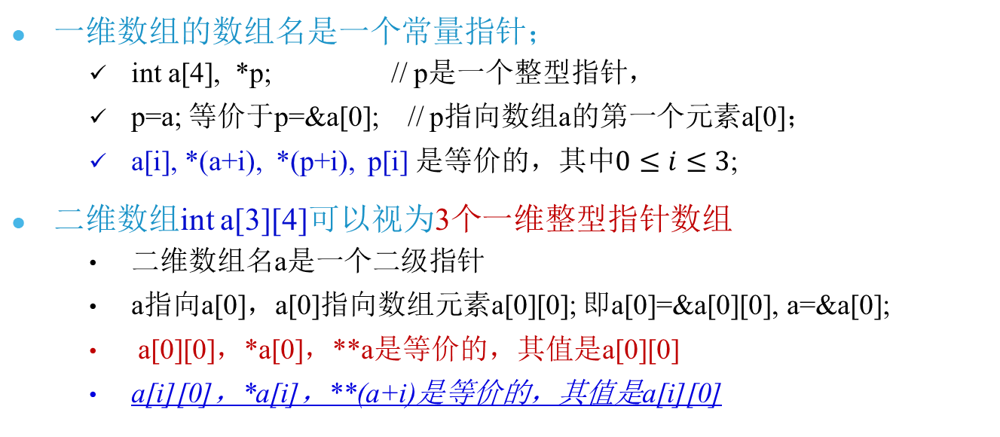 ● 一维数组的数组名是一个常量指针；
✓ int a[4], *p; // p是一个整型指针，
✓ p=a; 等价于p=&a[0]; // p指向数组a的第一个元素a[0]；
✓ a[i], *(a+i), *(p+i), p[i] 是等价的，其中0 ≤ i ≤ 3;
● 二维数组int a[3][4]可以视为3个一维整型指针数组
• 二维数组名a是一个二级指针
• a指向a[0]，a[0]指向数组元素a[0][0]; 即a[0]=&a[0][0], a=&a[0];
• a[0][0]，*a[0]，**a是等价的，其值是a[0][0]
• a[i][0]，*a[i]，**(a+i)是等价的，其值是a[i][0]